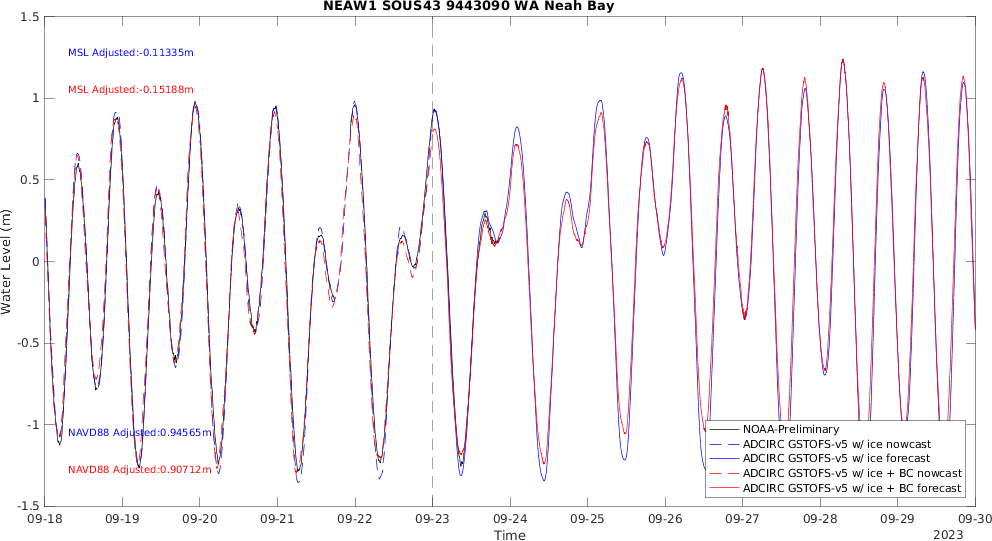 NEAW1 SOUS43 9443090 WA Neah Bay
MSL Adjusted:-0.11335m
MSL Adjusted:-0.15188m
NAVD88 Adjusted:0.94565m
NAVD88 Adjusted:0.90712m
Water Level (m)
1.5
1
0.5
0
-0.5
-1
-1.5
NOAA-Preliminary
ADCIRC GSTOFS-v5 w/ ice nowcast
ADCIRC GSTOFS-v5 w/ ice forecast
ADCIRC GSTOFS-v5 w/ ice + BC nowcast
ADCIRC GSTOFS-v5 w/ ice + BC forecast
09-18 09-19 09-20 09-21 09-22 09-23 09-24 09-25 09-26 09-27 09-28 09-29 09-30
Time
2023